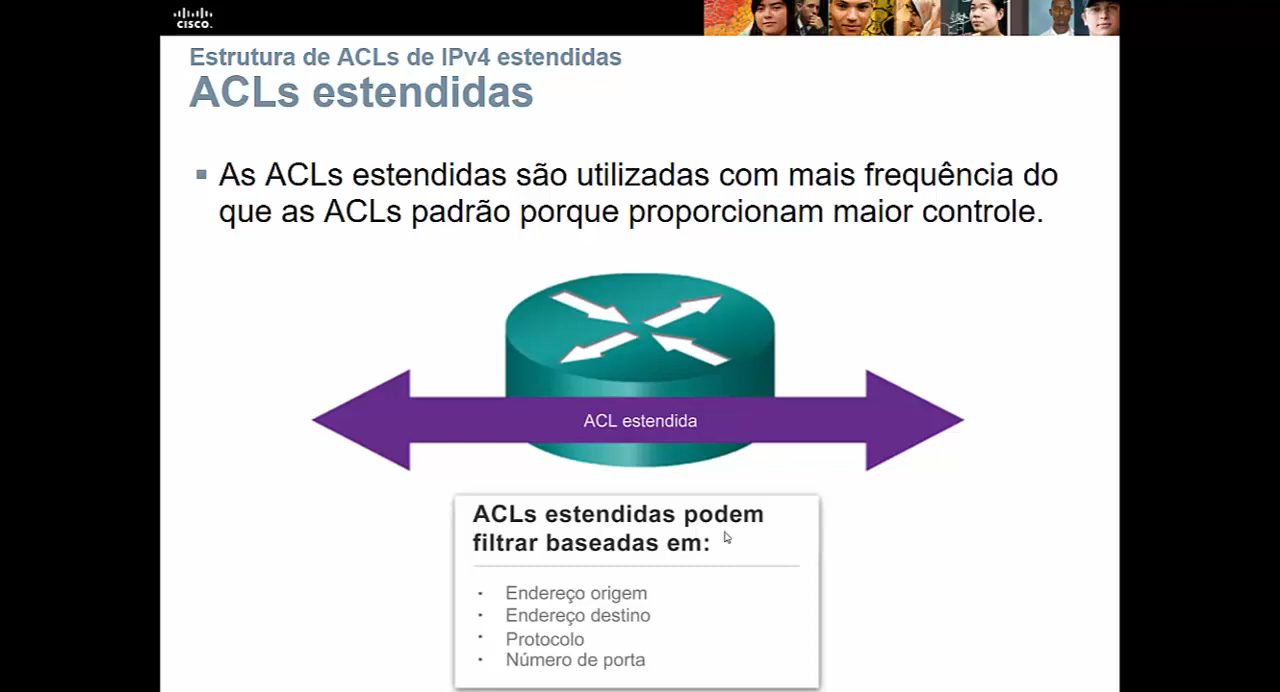 CISCO.
Estrutura de ACLs de IPv4 estendidas
ACLs estendidas
▪ As ACLs estendidas são utilizadas com mais frequência do
que as ACLs padrão porque proporcionam maior controle.
ACL estendida
ACLs estendidas podem
filtrar baseadas em:
· Endereço origem
· Endereço destino
· Protocolo
· Número de porta